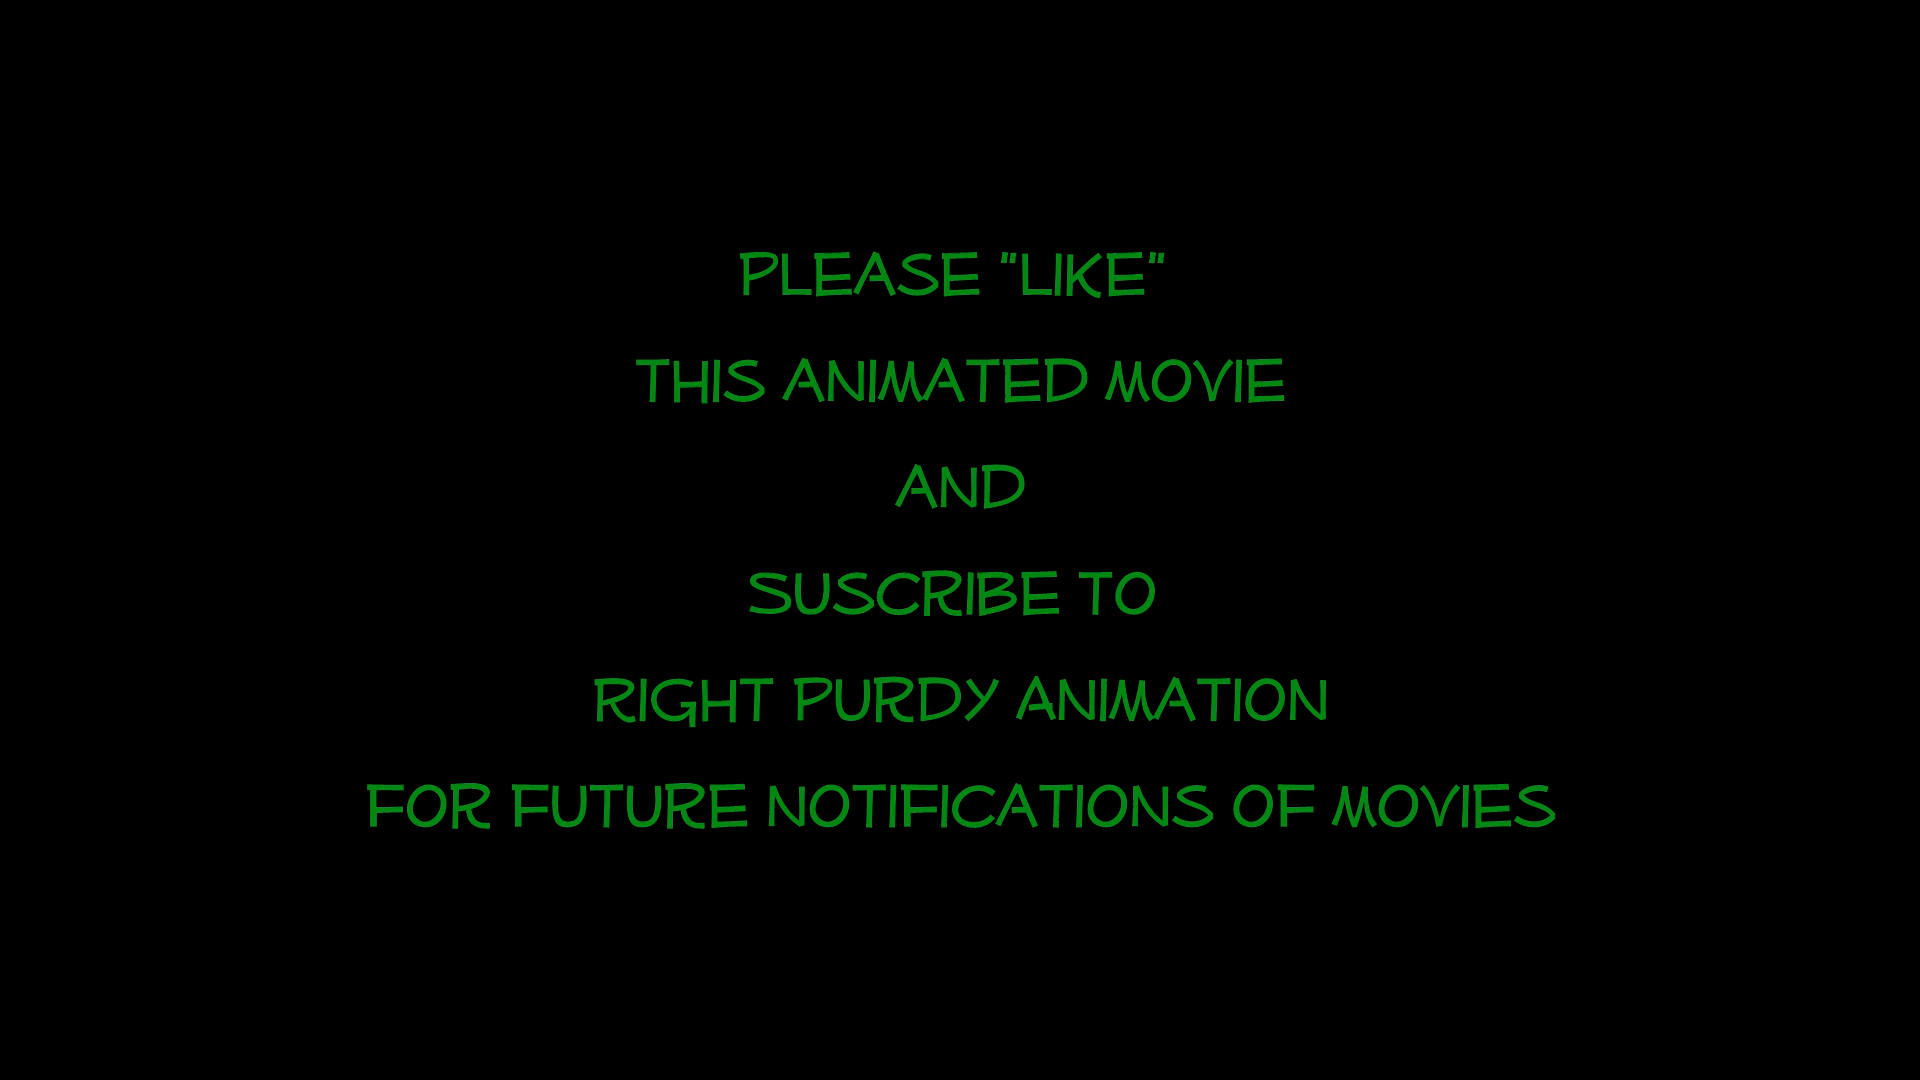 PLEASE "LIKE"
THIS ANIMATED MOVIE
AND
SUSCRIBE TO
RIGHT PURDY ANIMATION
FOR FUTURE NOTIFICATIONS OF MOVIES